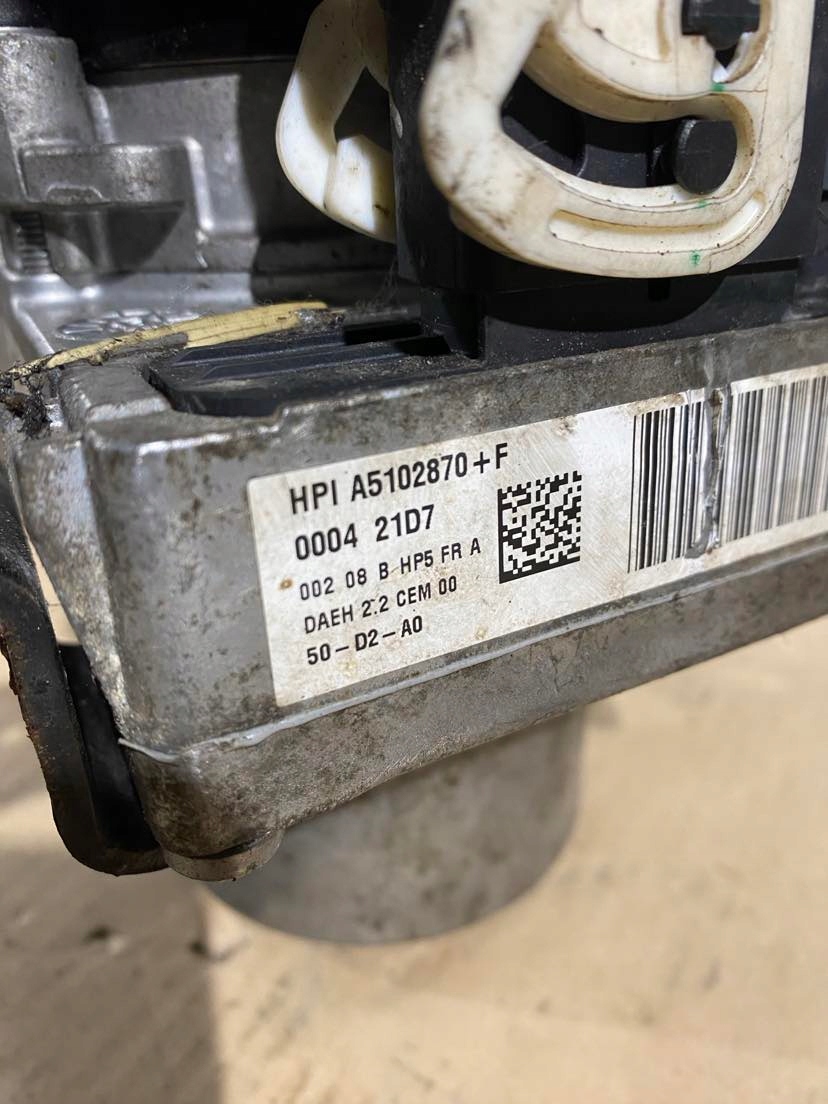 HPI A5102870+F
0004 21D7
002 08 B HP5 FR A
DAEH 2.2 CEM 00
50-D2-A0